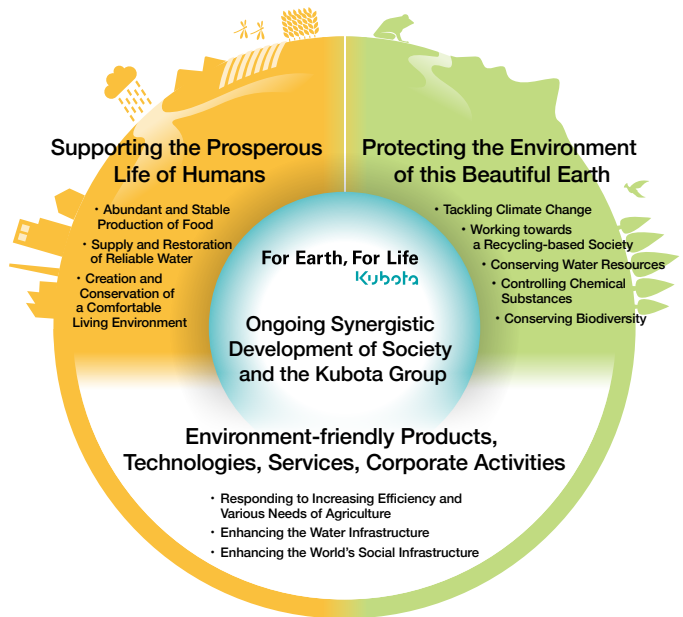 Supporting the Prosperous
Life of Humans
・Abundant and Stable
Production of Food
・Supply and Restoration
of Reliable Water
・Creation and
Conservation of
a Comfortable
Living Environment
Protecting the Environment
of this Beautiful Earth
・Tackling Climate Change
・Working towards
a Recycling-based Society
・Conserving Water Resources
・Controlling Chemical
Substances
・Conserving Biodiversity
For Earth, For Life
Kubota
Ongoing Synergistic
Development of Society
and the Kubota Group
Environment-friendly Products,
Technologies, Services, Corporate Activities
・Responding to Increasing Efficiency and
Various Needs of Agriculture
・Enhancing the Water Infrastructure
・Enhancing the World's Social Infrastructure